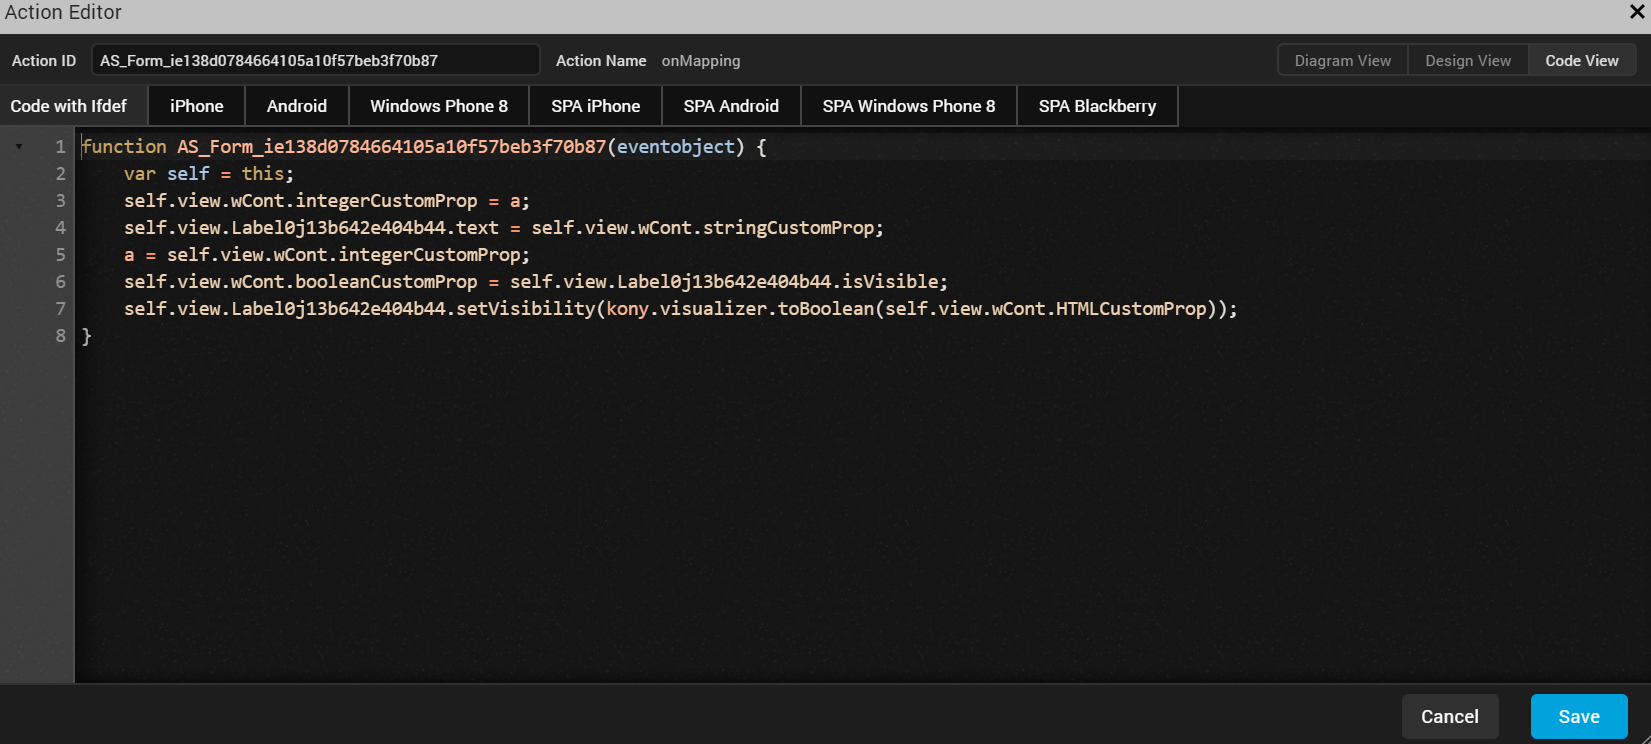 Action Editor
Action ID AS_Form_ie138d0784664105a10f57beb3f70b87 Action Name onMapping Diagram View Design View Code View
Code with Ifdef iPhone Android Windows Phone 8 SPA iPhone SPA Android SPA Windows Phone 8 SPA Blackberry
1 function AS_Form_ie138d0784664105a10f57beb3f70b87(eventobject) {
2 var self = this;
3 self.view.wCont.integerCustomProp = a;
4 self.view.Label0j13b642e404b44.text = self.view.wCont.stringCustomProp;
5 a = self.view.wCont.integerCustomProp;
6 self.view.wCont.booleanCustomProp = self.view.Label0j13b642e404b44.isVisible;
7 self.view.Label0j13b642e404b44.setVisibility(kony.visualizer.toBoolean(self.view.wCont.HTMLCustomProp));
8 }
Cancel Save